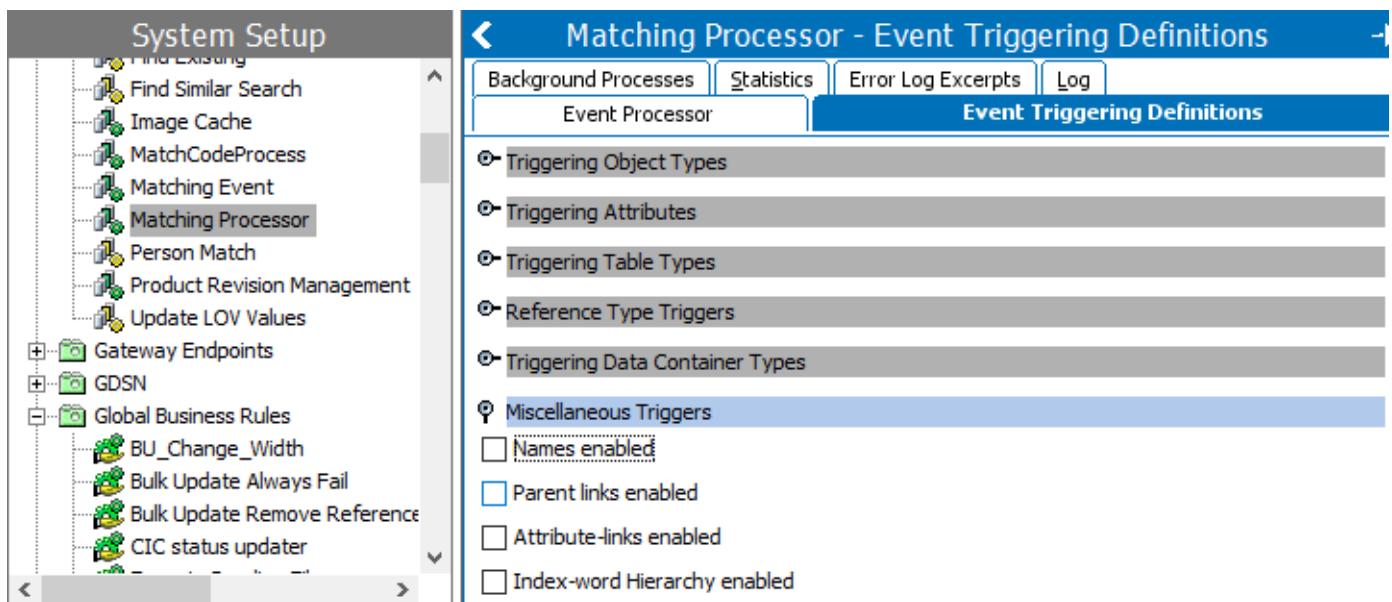 System Setup
Find Existing
Find Similar Search
Image Cache
MatchCodeProcess
Matching Event
Matching Processor
Person Match
Product Revision Management
Update LOV Values
Gateway Endpoints
GDSN
Global Business Rules
BU_Change_Width
Bulk Update Always Fail
Bulk Update Remove Reference
CIC status updater
Matching Processor - Event Triggering Definitions
Background Processes Statistics Error Log Excerpts Log
Event Processor Event Triggering Definitions
Triggering Object Types
Triggering Attributes
Triggering Table Types
Reference Type Triggers
Triggering Data Container Types
Miscellaneous Triggers
Names enabled
Parent links enabled
Attribute-links enabled
Index-word Hierarchy enabled